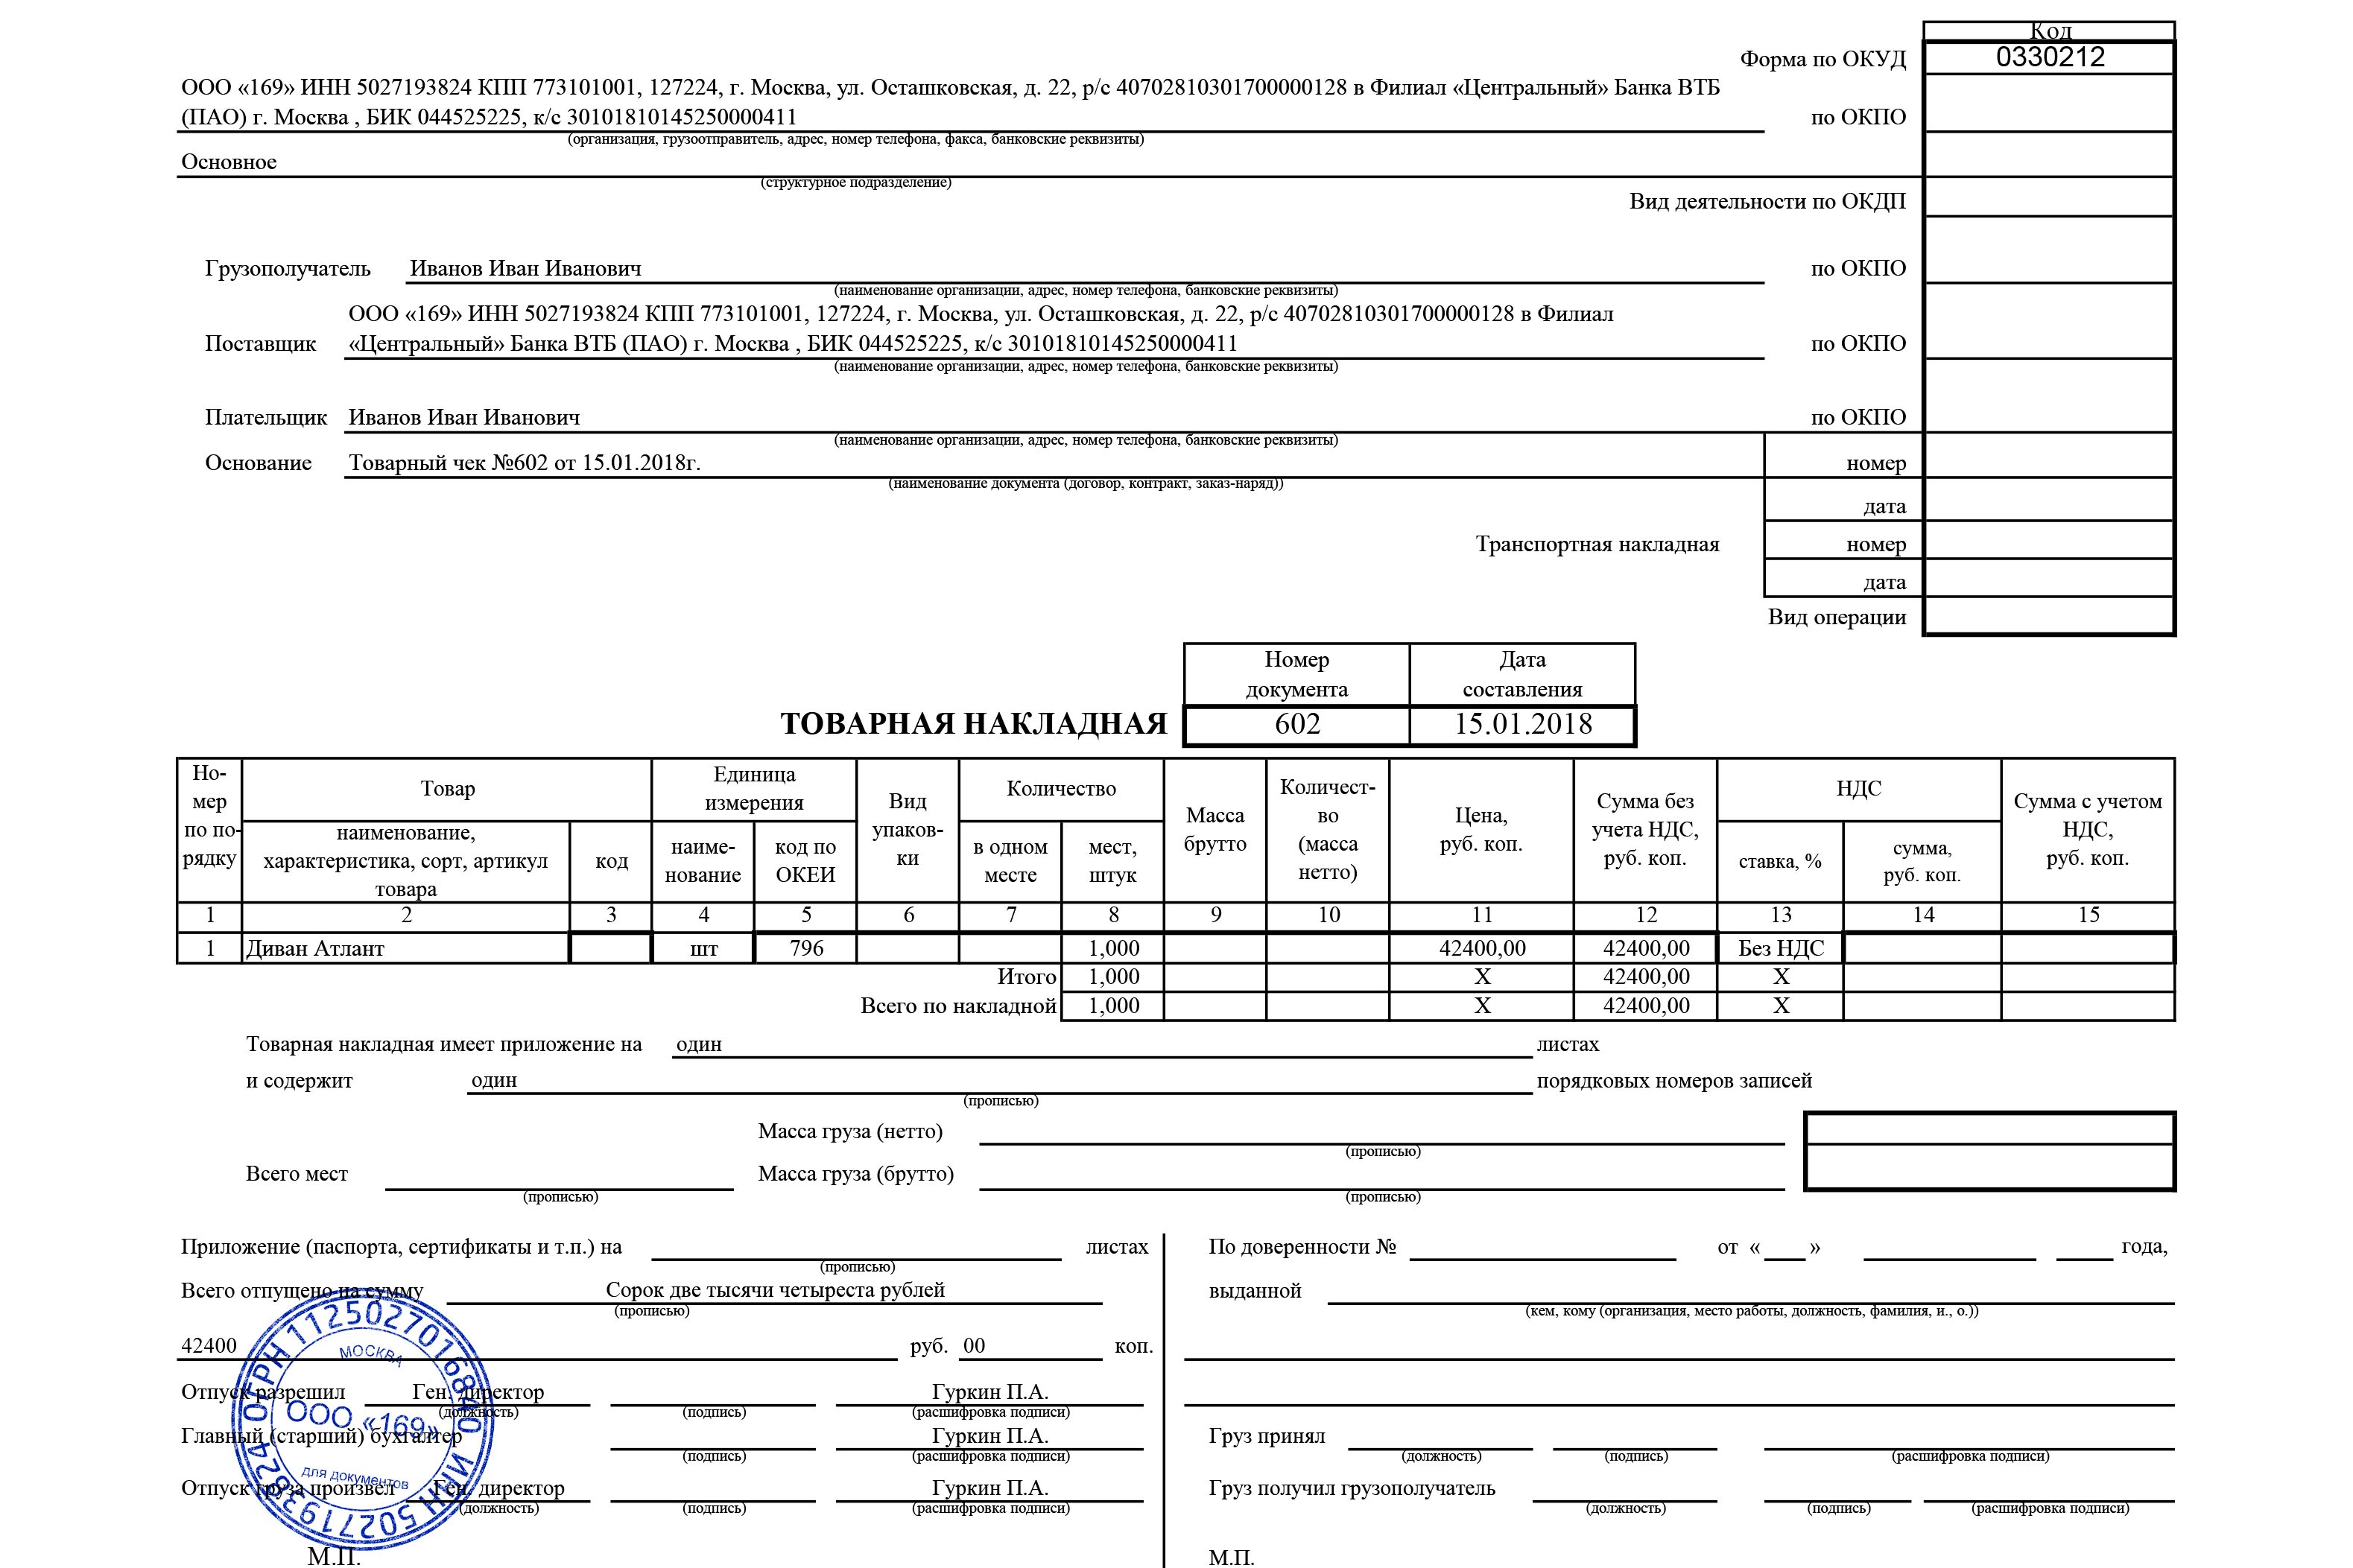 Код
Форма по ОКУД 0330212
ООО «169» ИНН 5027193824 КПП 773101001, 127224, г. Москва, ул. Осташковская, д. 22, р/с 40702810301700000128 в Филиал «Центральный» Банка ВТБ
(ПАО) г. Москва , БИК 044525225, к/с 30101810145250000411 по ОКПО
(организация, грузоотправитель, адрес, номер телефона, факса, банковские реквизиты)
Основное
(структурное подразделение)
Вид деятельности по ОКДП
Грузополучатель Иванов Иван Иванович по ОКПО
(наименование организации, адрес, номер телефона, банковские реквизиты)
ООО «169» ИНН 5027193824 КПП 773101001, 127224, г. Москва, ул. Осташковская, д. 22, р/с 40702810301700000128 в Филиал
Поставщик «Центральный» Банка ВТБ (ПАО) г. Москва , БИК 044525225, к/с 30101810145250000411 по ОКПО
(наименование организации, адрес, номер телефона, банковские реквизиты)
Плательщик Иванов Иван Иванович по ОКПО
(наименование организации, адрес, номер телефона, банковские реквизиты)
Основание Товарный чек №602 от 15.01.2018г. номер
(наименование документа (договор, контракт, заказ-наряд))
дата
Транспортная накладная номер
дата
Вид операции
Номер документа Дата составления
ТОВАРНАЯ НАКЛАДНАЯ 602 15.01.2018
Но-
мер
по по-
рядку
Товар
наименование,
характеристика, сорт, артикул
товара
код
Единица
измерения
наиме-
нование
код по
ОКЕИ
Вид
упаков-
ки
Количество
в одном
месте
мест,
штук
Масса
брутто
Количест-
во
(масса
нетто)
Цена,
руб. коп.
Сумма без
учета НДС,
руб. коп.
НДС
ставка, %
сумма,
руб. коп.
Сумма с учетом
НДС,
руб. коп.
1 2 3 4 5 6 7 8 9 10 11 12 13 14 15
1 Диван Атлант шт 796 1,000 42400,00 42400,00 Без НДС
Итого 1,000 X 42400,00 X
Всего по накладной 1,000 X 42400,00 X
Товарная накладная имеет приложение на один листах
и содержит один порядковых номеров записей
(прописью)
Масса груза (нетто)
(прописью)
Всего мест Масса груза (брутто)
(прописью) (прописью)
Приложение (паспорта, сертификаты и т.п.) на листах
(прописью)
Всего отпущено на сумму Сорок две тысячи четыреста рублей
(прописью)
42400 руб. 00 коп.
Отпуск разрешил Ген. директор Гуркин П.А.
(должность) (подпись) (расшифровка подписи)
Главный (старший) бухгалтер Гуркин П.А.
(подпись) (расшифровка подписи)
Отпуск груза произвел Ген. директор Гуркин П.А.
(должность) (подпись) (расшифровка подписи)
М.П.
ОГРН 1125027016840 ИНН 5027193824
МОСКВА
ООО «169»
для документов
По доверенности № от « » года,
выданной
(кем, кому (организация, место работы, должность, фамилия, и., о.))
Груз принял
(должность) (подпись) (расшифровка подписи)
Груз получил грузополучатель
(должность) (подпись) (расшифровка подписи)
М.П.